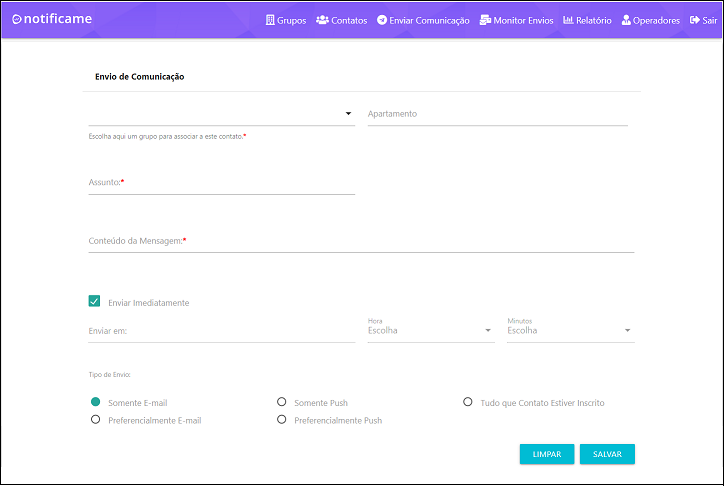 notificame Grupos Contatos Enviar Comunicação Monitor Envios Relatório Operadores Sair
Envio de Comunicação
Apartamento
Escolha aqui um grupo para associar a este contato.*
Assunto:*
Conteúdo da Mensagem:*
Enviar Imediatamente
Hora Minutos
Enviar em: Escolha Escolha
Tipo de Envio:
Somente E-mail Somente Push Tudo que Contato Estiver Inscrito
Preferencialmente E-mail Preferencialmente Push
LIMPAR SALVAR